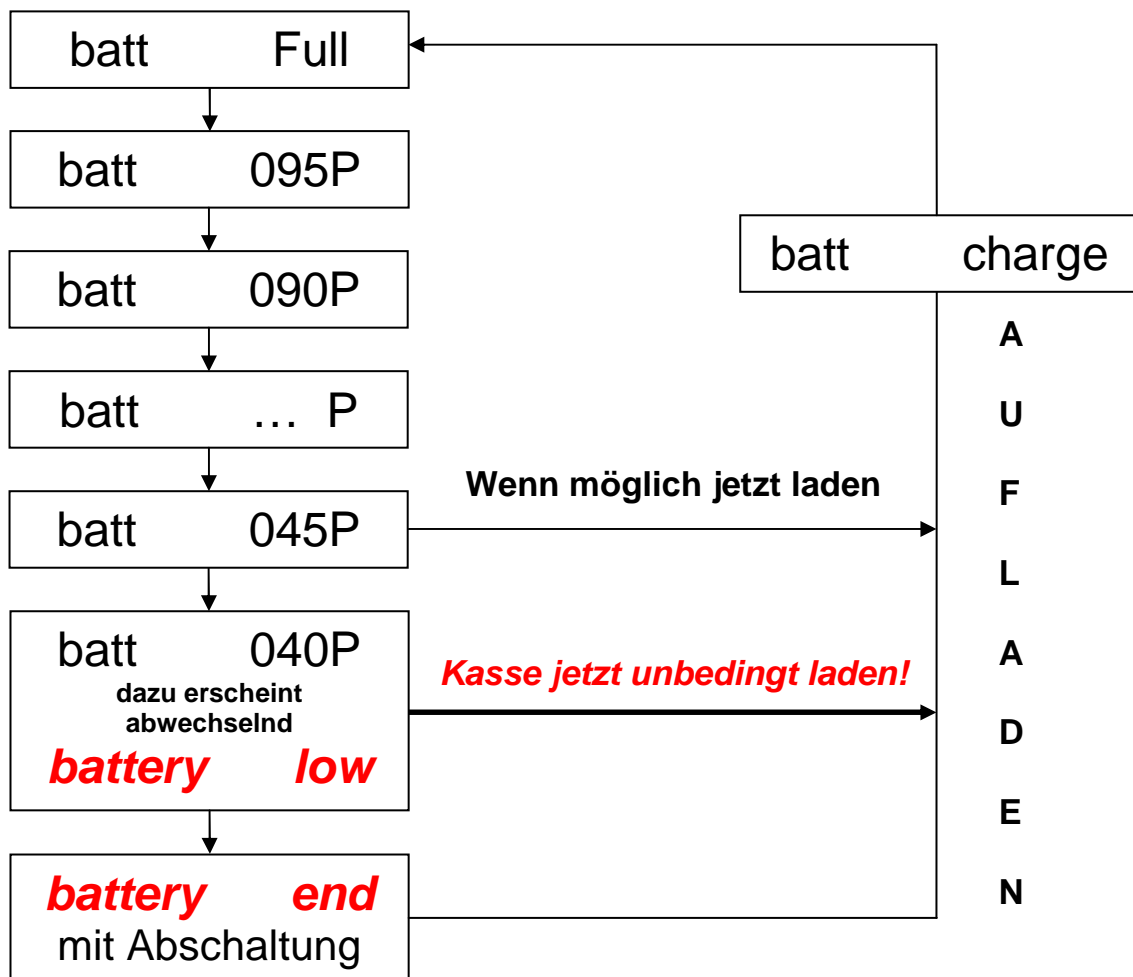 batt Full
batt 095P
batt 090P
batt … P
batt 045P
Wenn möglich jetzt laden
batt 040P
dazu erscheint
abwechselnd
battery low
Kasse jetzt unbedingt laden!
battery end
mit Abschaltung
batt charge
A
U
F
L
A
D
E
N